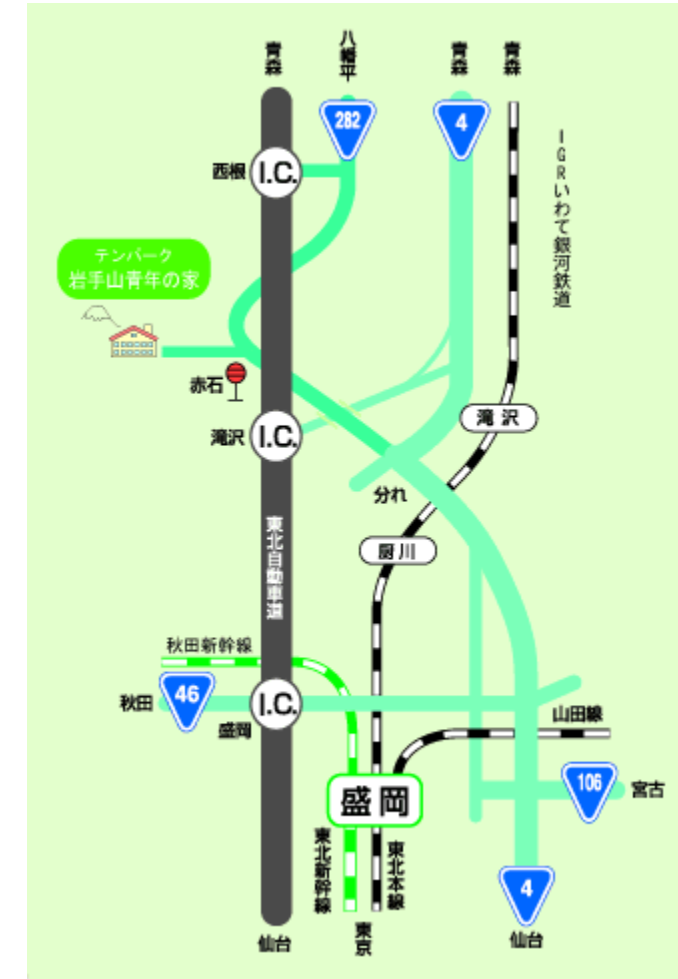 青森
八幡平
青森
青森
282
4
IGRいわて銀河鉄道
西根
I.C.
テンパーク
岩手山青年の家
赤石
滝沢
I.C.
滝沢
分れ
厨川
東北自動車道
秋田新幹線
秋田
46
I.C.
盛岡
山田線
盛岡
106
宮古
東北新幹線
東北本線
4
仙台
東京
仙台